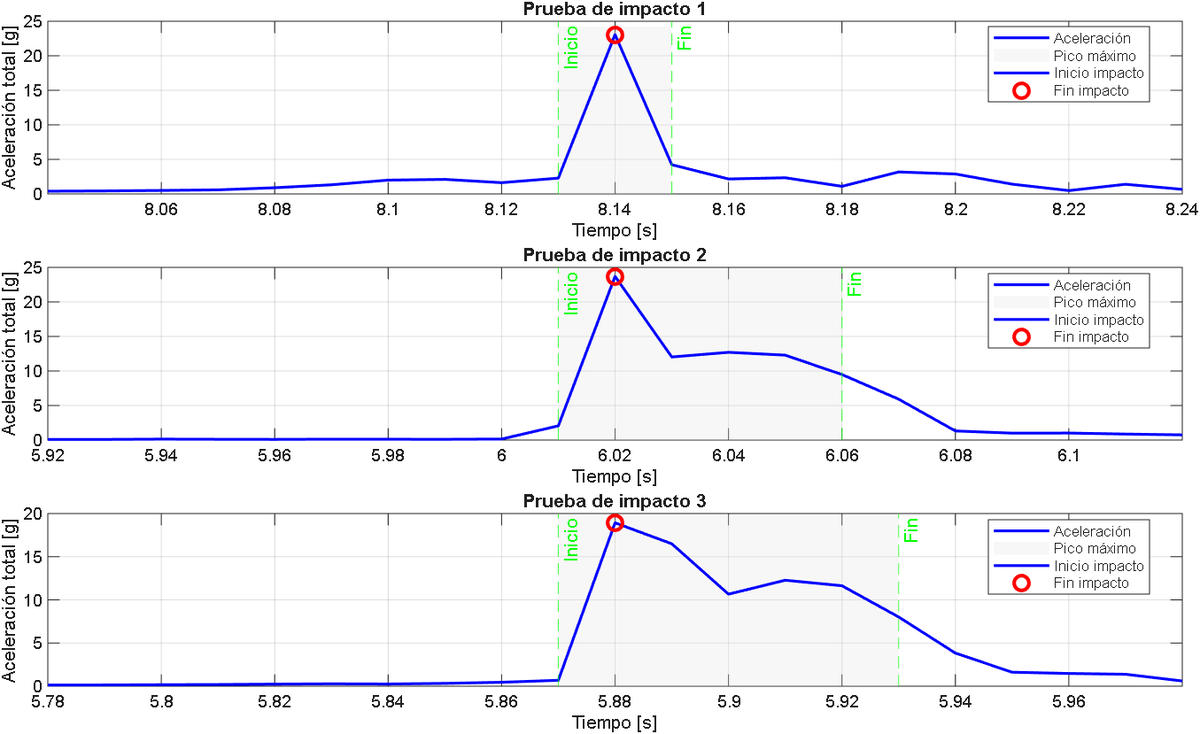 Prueba de impacto 1
Aceleración total [g]
25
20
15
10
5
0
Inicio
Fin
Aceleración
Pico máximo
Inicio impacto
Fin impacto
8.06 8.08 8.1 8.12 8.14 8.16 8.18 8.2 8.22 8.24
Tiempo [s]
Prueba de impacto 2
Aceleración total [g]
25
20
15
10
5
0
Inicio
Fin
Aceleración
Pico máximo
Inicio impacto
Fin impacto
5.92 5.94 5.96 5.98 6 6.02 6.04 6.06 6.08 6.1
Tiempo [s]
Prueba de impacto 3
Aceleración total [g]
20
15
10
5
0
Inicio
Fin
Aceleración
Pico máximo
Inicio impacto
Fin impacto
5.78 5.8 5.82 5.84 5.86 5.88 5.9 5.92 5.94 5.96
Tiempo [s]